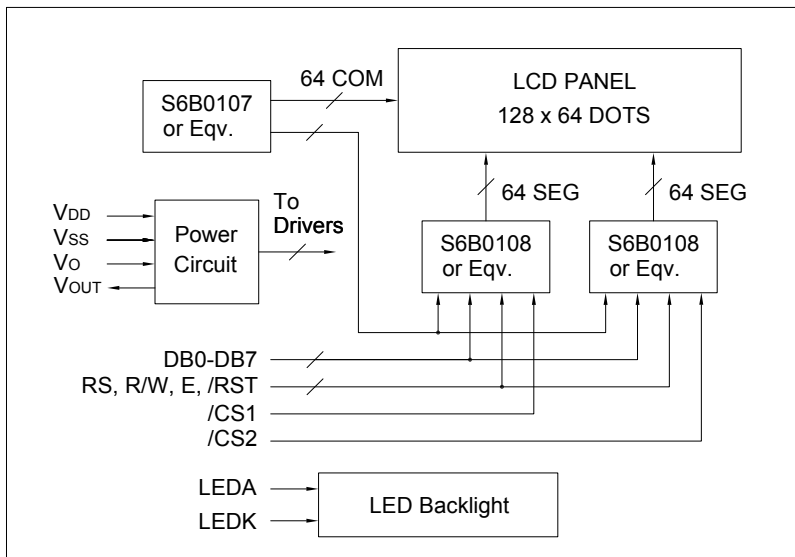 64 COM
S6B0107
or Eqv.
LCD PANEL
128 x 64 DOTS
64 SEG
64 SEG
To
Drivers
VDD
VSS
VO
VOUT
Power
Circuit
S6B0108
or Eqv.
S6B0108
or Eqv.
DB0-DB7
RS, R/W, E, /RST
/CS1
/CS2
LEDA
LEDK
LED Backlight